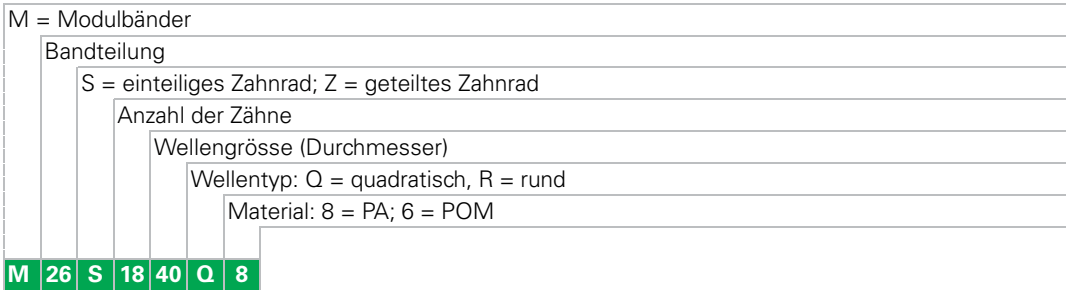 M = Modulbänder
Bandteilung
S = einteiliges Zahnrad; Z = geteiltes Zahnrad
Anzahl der Zähne
Wellengrösse (Durchmesser)
Wellentyp: Q = quadratisch, R = rund
Material: 8 = PA; 6 = POM
M 26 S 18 40 Q 8